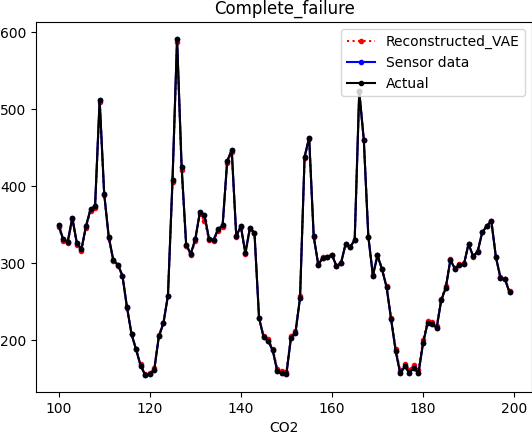 Complete_failure
Reconstructed_VAE
Sensor data
Actual
600
500
400
300
200
100 120 140 160 180 200
CO2